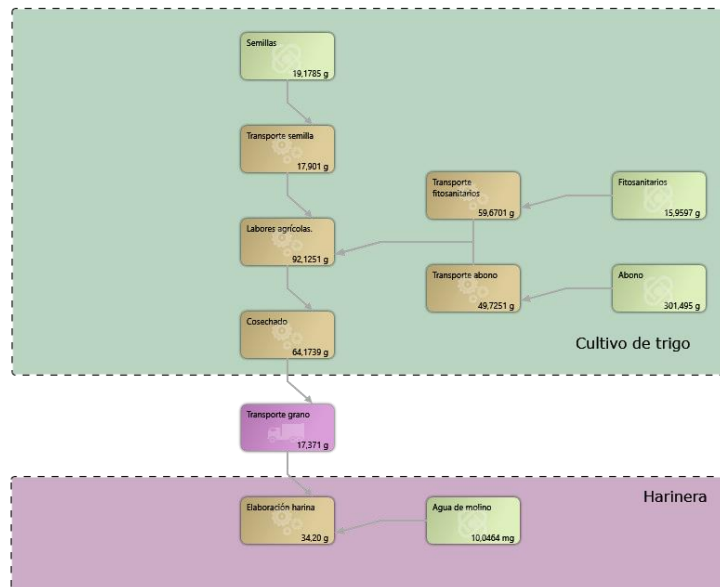 Semillas
19,1785 g
Transporte semilla
17,901 g
Transporte
fitosanitarios
59,6701 g
Fitosanitarios
15,9597 g
Labores agrícolas.
92,1251 g
Transporte abono
49,7251 g
Abono
301,495 g
Cosechado
64,1739 g
Cultivo de trigo
Transporte grano
17,371 g
Harinera
Elaboración harina
34,20 g
Agua de molino
10,0464 mg